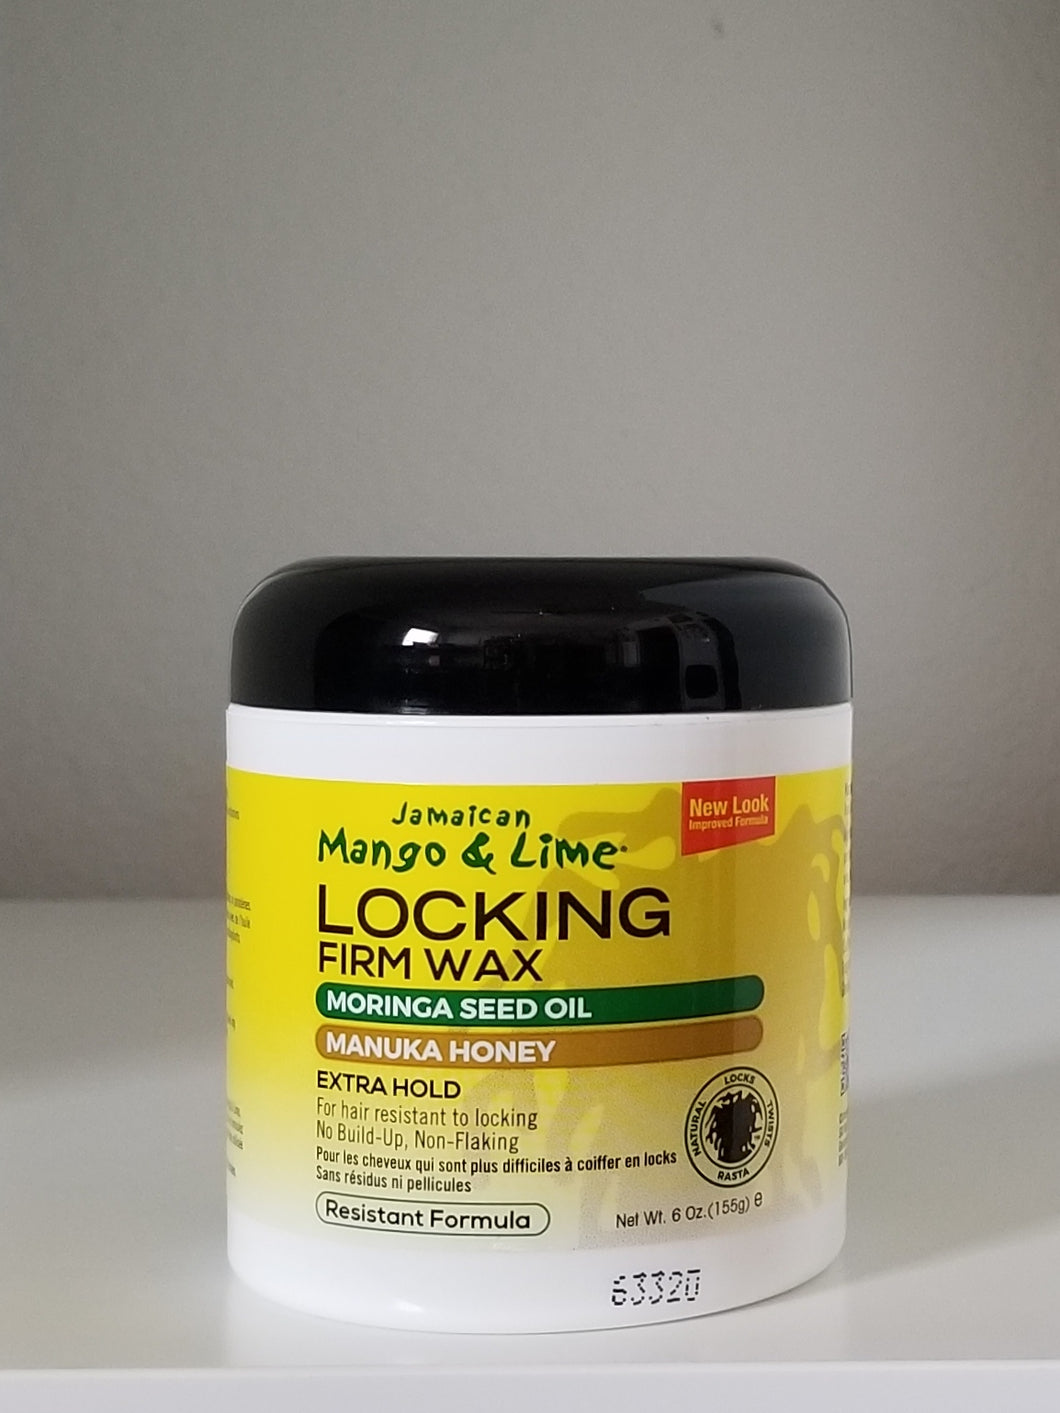 Jamaican
Mango & Lime
LOCKING
FIRM WAX
MORINGA SEED OIL
MANUKA HONEY
EXTRA HOLD
For hair resistant to locking
No Build-Up, Non-Flaking
Pour les cheveux qui sont plus difficiles à coiffer en locks
Sans résidus ni pellicules
Resistant Formula
New Look
Improved Formula
LOCKS
TWISTS
RASTA
NATURAL
Net Wt. 6 Oz.(155g) e
63320